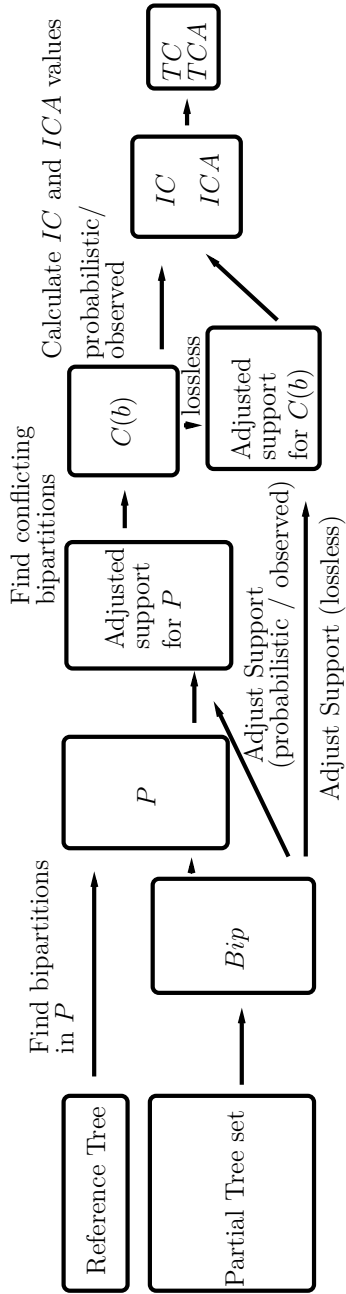 Reference Tree
Partial Tree set
Find bipartitions
in P
Bip
P
Adjust Support
(probabilistic / observed)
Adjust Support (lossless)
Adjusted
support
for P
Find conflicting
bipartitions
C(b)
lossless
Adjusted
support
for C(b)
Calculate IC and ICA values
probabilistic/
observed
IC
ICA
TC
TCA